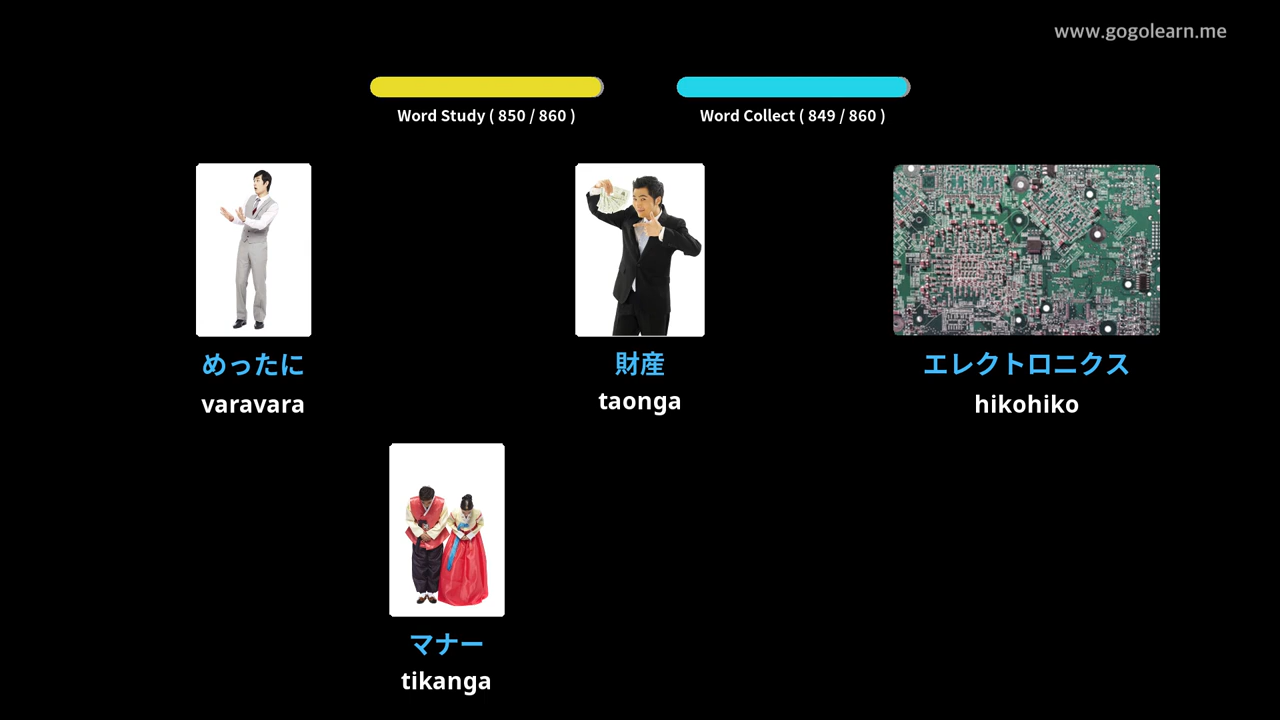 www.gogolearn.me
Word Study ( 850 / 860 )
Word Collect ( 849 / 860 )
めったに
varavara
財産
taonga
エレクトロニクス
hikohiko
マナー
tikanga